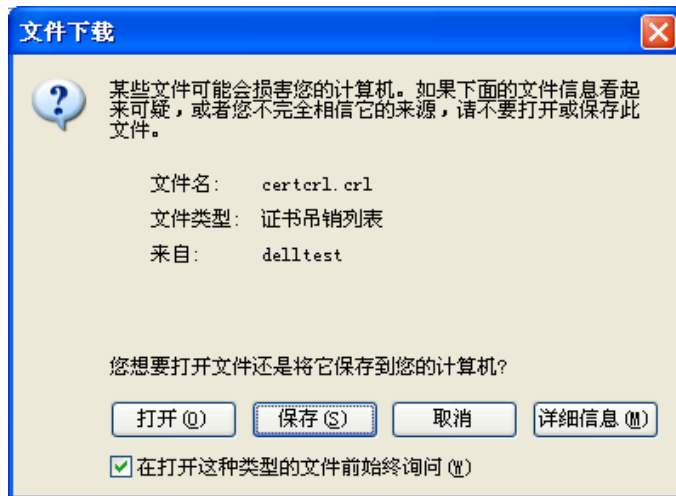 文件下载
某些文件可能会损害您的计算机。如果下面的文件信息看起
来可疑,或者您不完全相信它的来源,请不要打开或保存此
文件。
文件名: certcrl.crl
文件类型: 证书吊销列表
来自: delltest
您想要打开文件还是将它保存到您的计算机?
打开(O) 保存(S) 取消 详细信息(M)
在打开这种类型的文件前始终询问(W)